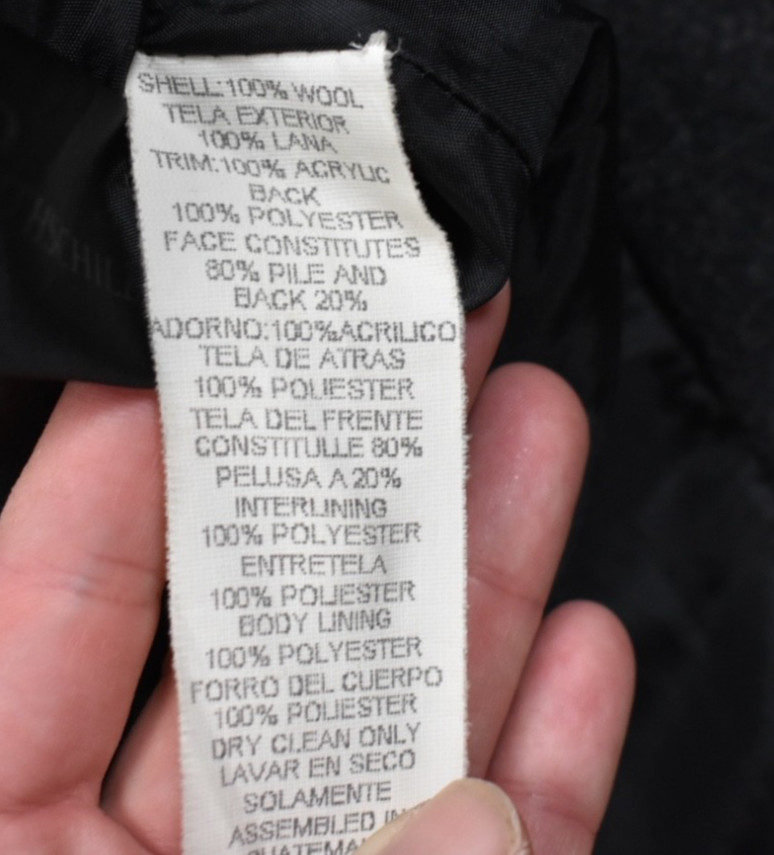 SHELL:100% WOOL
TELA EXTERIOR
100% LANA
TRIM:100% ACRYLIC
BACK
100% POLYESTER
FACE CONSTITUTES
80% PILE AND
BACK 20%
ADORNO:100%ACRILICO
TELA DE ATRAS
100% POLIESTER
TELA DEL FRENTE
CONSTITULLE 80%
PELUSA A 20%
INTERLINING
100% POLYESTER
ENTRETELA
100% POLIESTER
BODY LINING
100% POLYESTER
FORRO DEL CUERPO
100% POLIESTER
DRY CLEAN ONLY
LAVAR EN SECO
SOLAMENTE
ASSEMBLED IN